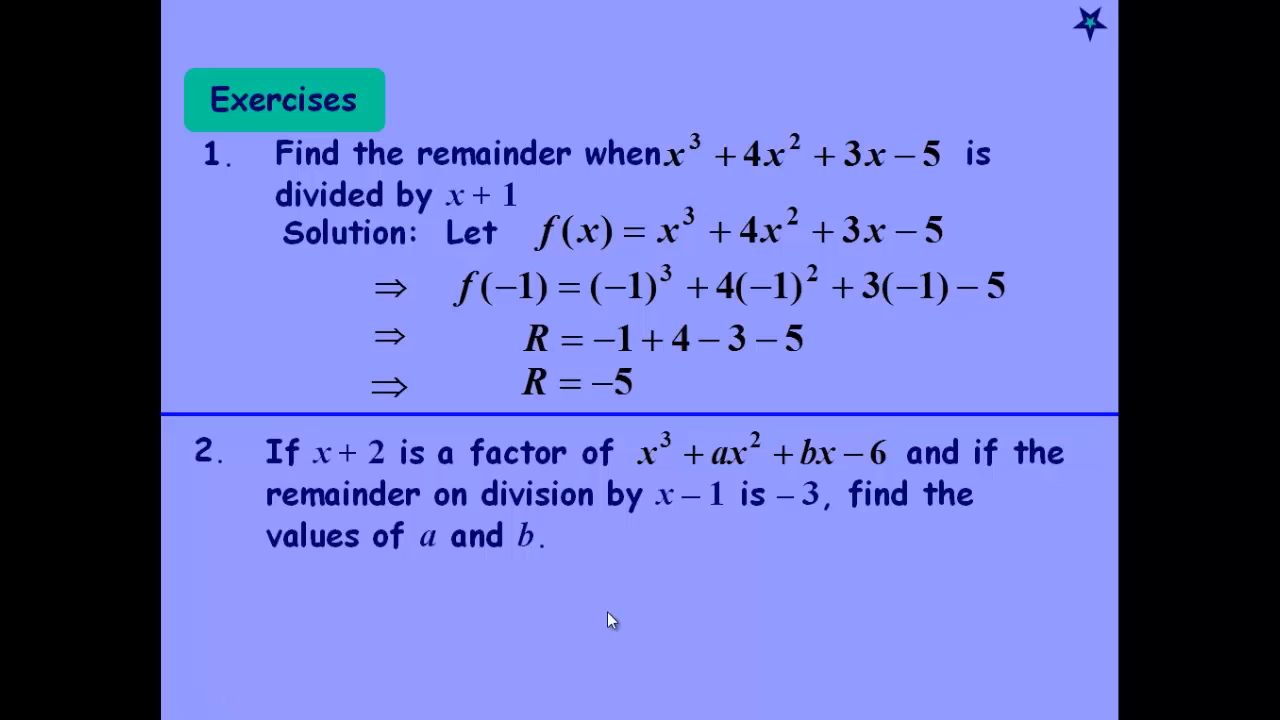 Exercises
1. Find the remainder when x³ + 4x² + 3x − 5 is
divided by x + 1
Solution: Let f(x) = x³ + 4x² + 3x − 5
⇒ f(−1) = (−1)³ + 4(−1)² + 3(−1) − 5
⇒ R = −1 + 4 − 3 − 5
⇒ R = −5
2. If x + 2 is a factor of x³ + ax² + bx − 6 and if the
remainder on division by x − 1 is − 3, find the
values of a and b.